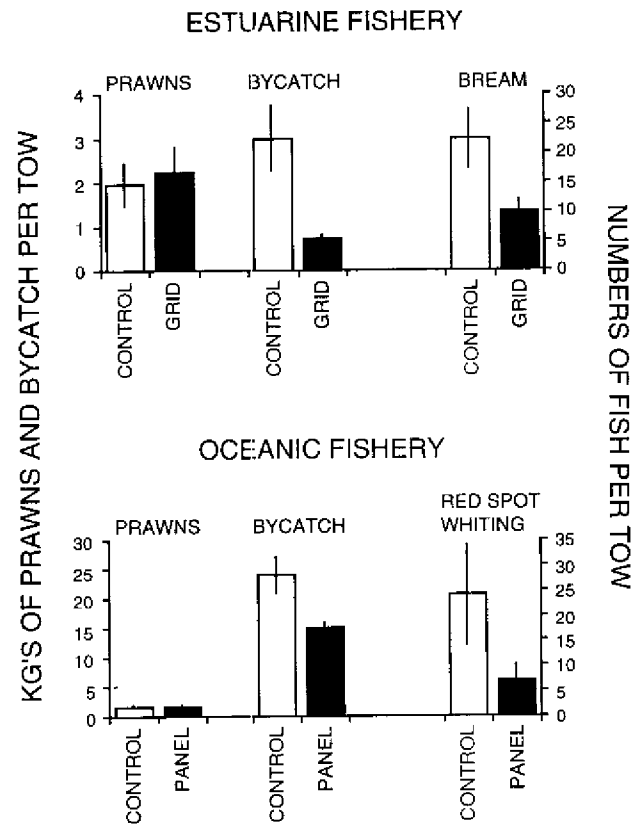 ESTUARINE FISHERY
KG'S OF PRAWNS AND BYCATCH PER TOW
NUMBERS OF FISH PER TOW
PRAWNS BYCATCH BREAM
4
3
2
1
0
30
25
20
15
10
5
0
CONTROL
GRID
CONTROL
GRID
CONTROL
GRID
OCEANIC FISHERY
PRAWNS BYCATCH RED SPOT
WHITING
30
25
20
15
10
5
0
35
30
25
20
15
10
5
0
CONTROL
PANEL
CONTROL
PANEL
CONTROL
PANEL